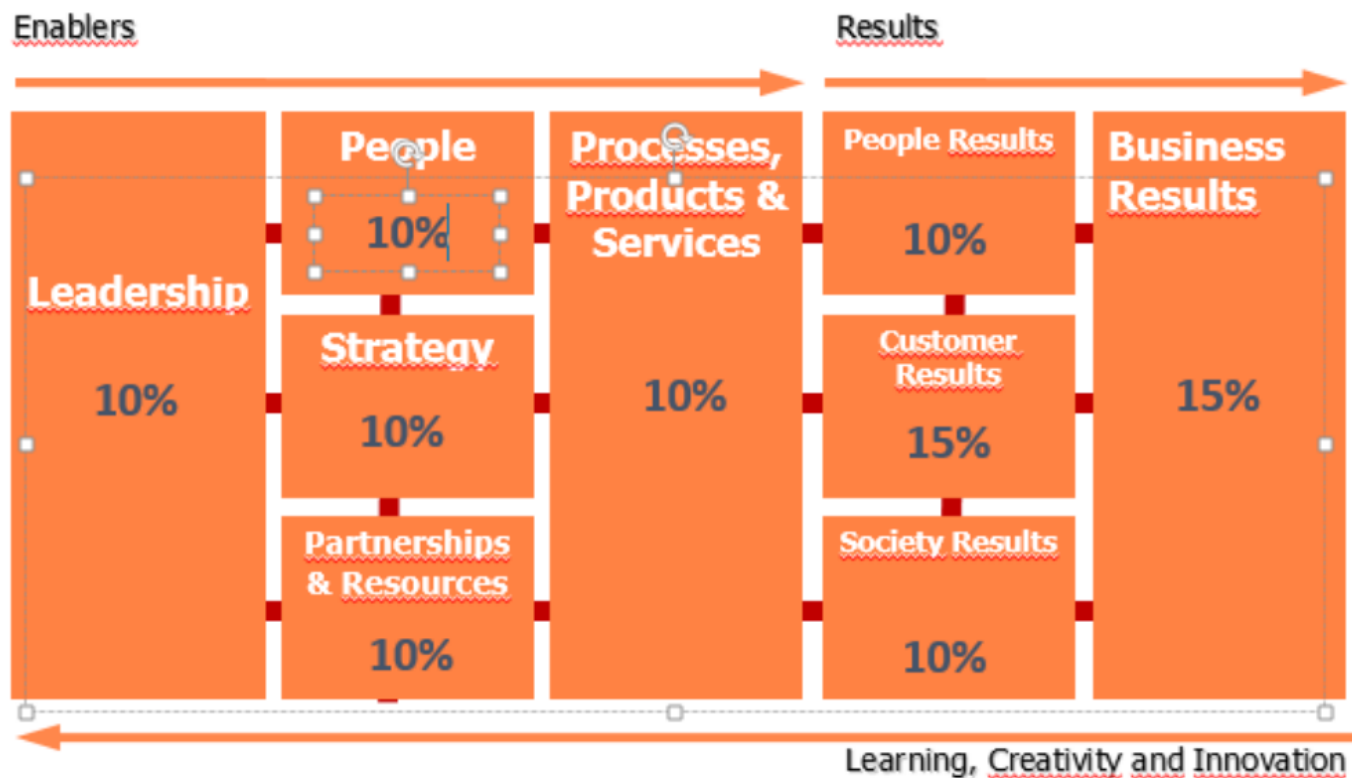 Enablers
Results
Leadership
10%
People
10%
Strategy
10%
Partnerships
& Resources
10%
Processes,
Products &
Services
10%
People Results
10%
Customer
Results
15%
Society Results
10%
Business
Results
15%
Learning, Creativity and Innovation